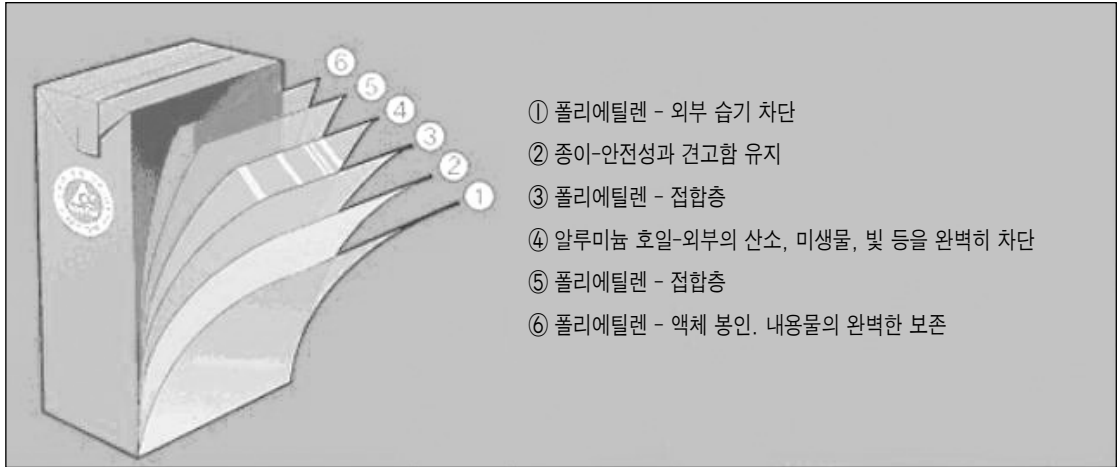 ⑥
⑤
④
③
②
①
① 폴리에틸렌 - 외부 습기 차단
② 종이-안전성과 견고함 유지
③ 폴리에틸렌 - 접합층
④ 알루미늄 호일-외부의 산소, 미생물, 빛 등을 완벽히 차단
⑤ 폴리에틸렌 - 접합층
⑥ 폴리에틸렌 - 액체 봉인. 내용물의 완벽한 보존